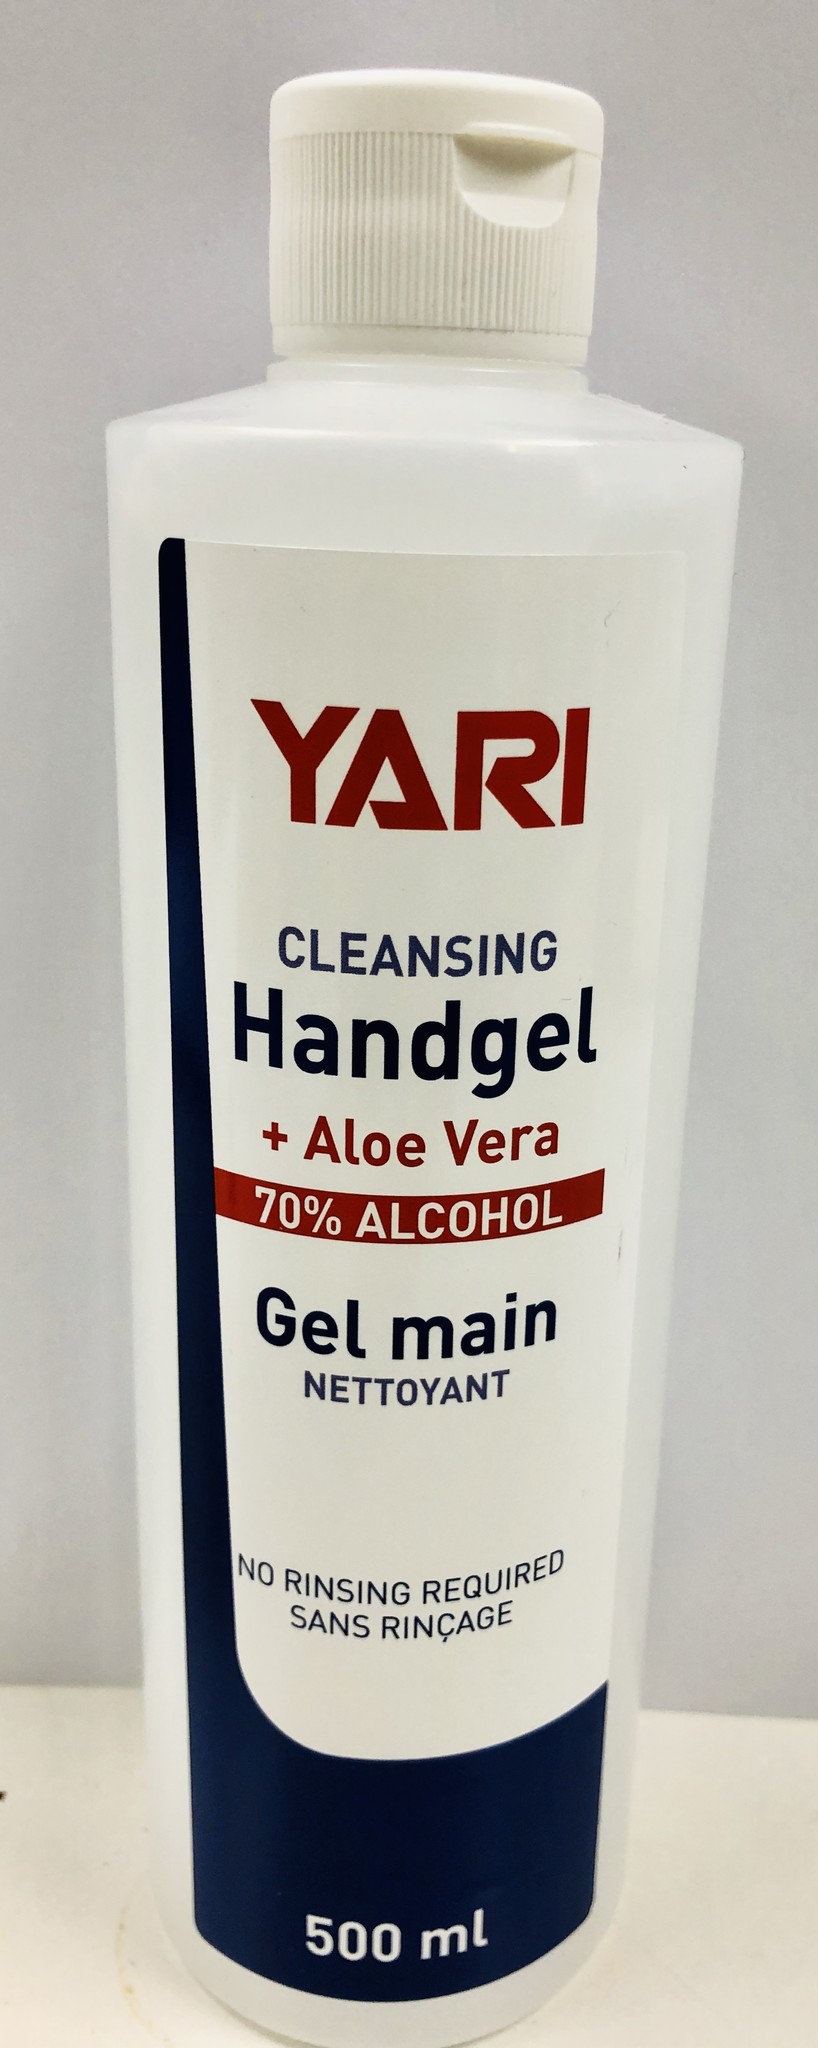 YARI
CLEANSING
Handgel
+ Aloe Vera
70% ALCOHOL
Gel main
NETTOYANT
NO RINSING REQUIRED
SANS RINÇAGE
500 ml